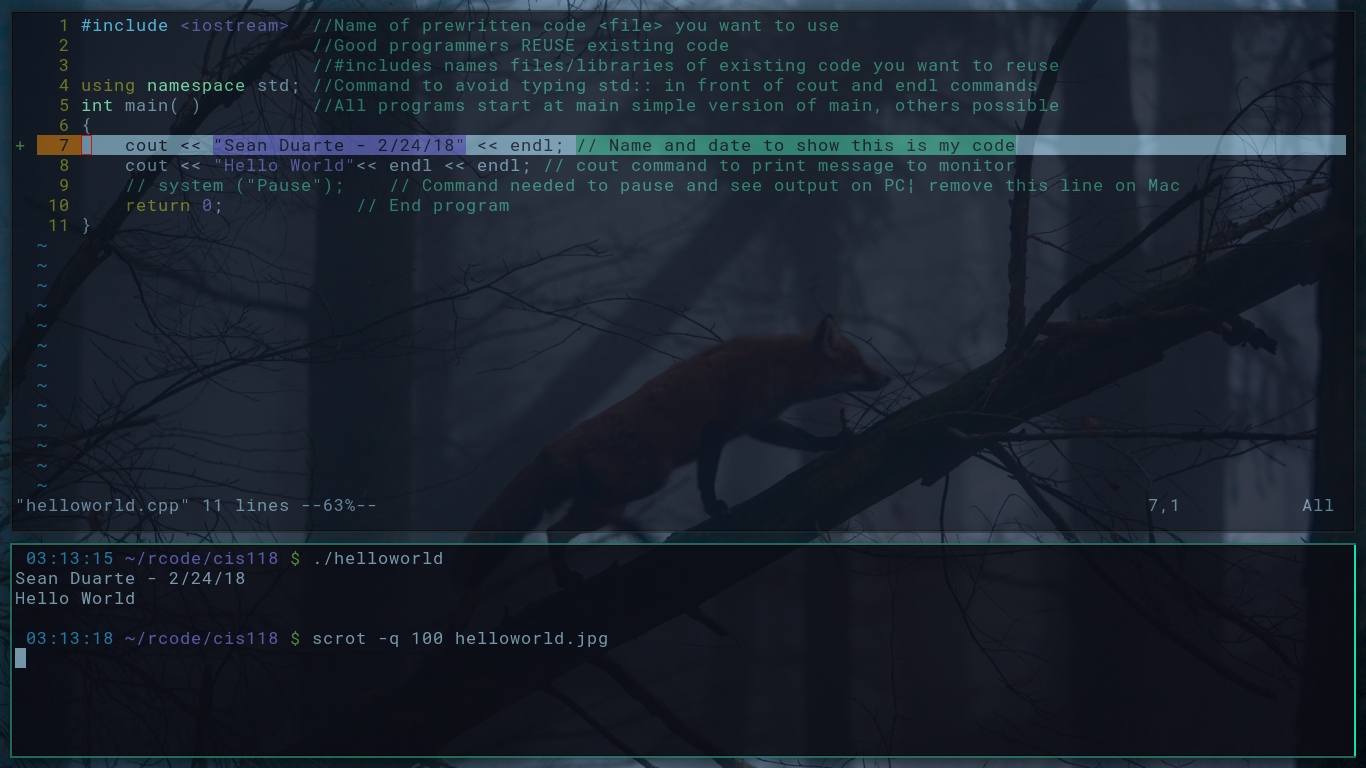 1 #include <iostream>  //Name of prewritten code <file> you want to use
2                      //Good programmers REUSE existing code
3                      //#includes names files/libraries of existing code you want to reuse
4 using namespace std; //Command to avoid typing std:: in front of cout and endl commands
5 int main( )          //All programs start at main simple version of main, others possible
6 {
+ 7     cout << "Sean Duarte - 2/24/18" << endl; // Name and date to show this is my code
8     cout << "Hello World"<< endl << endl; // cout command to print message to monitor
9     // system ("Pause");    // Command needed to pause and see output on PC¦ remove this line on Mac
10     return 0;            // End program
11 }
~
~
~
~
~
~
~
~
~
~
~
~
~
"helloworld.cpp" 11 lines --63%-- 7,1 All
03:13:15 ~/rcode/cis118 $ ./helloworld
Sean Duarte - 2/24/18
Hello World
03:13:18 ~/rcode/cis118 $ scrot -q 100 helloworld.jpg